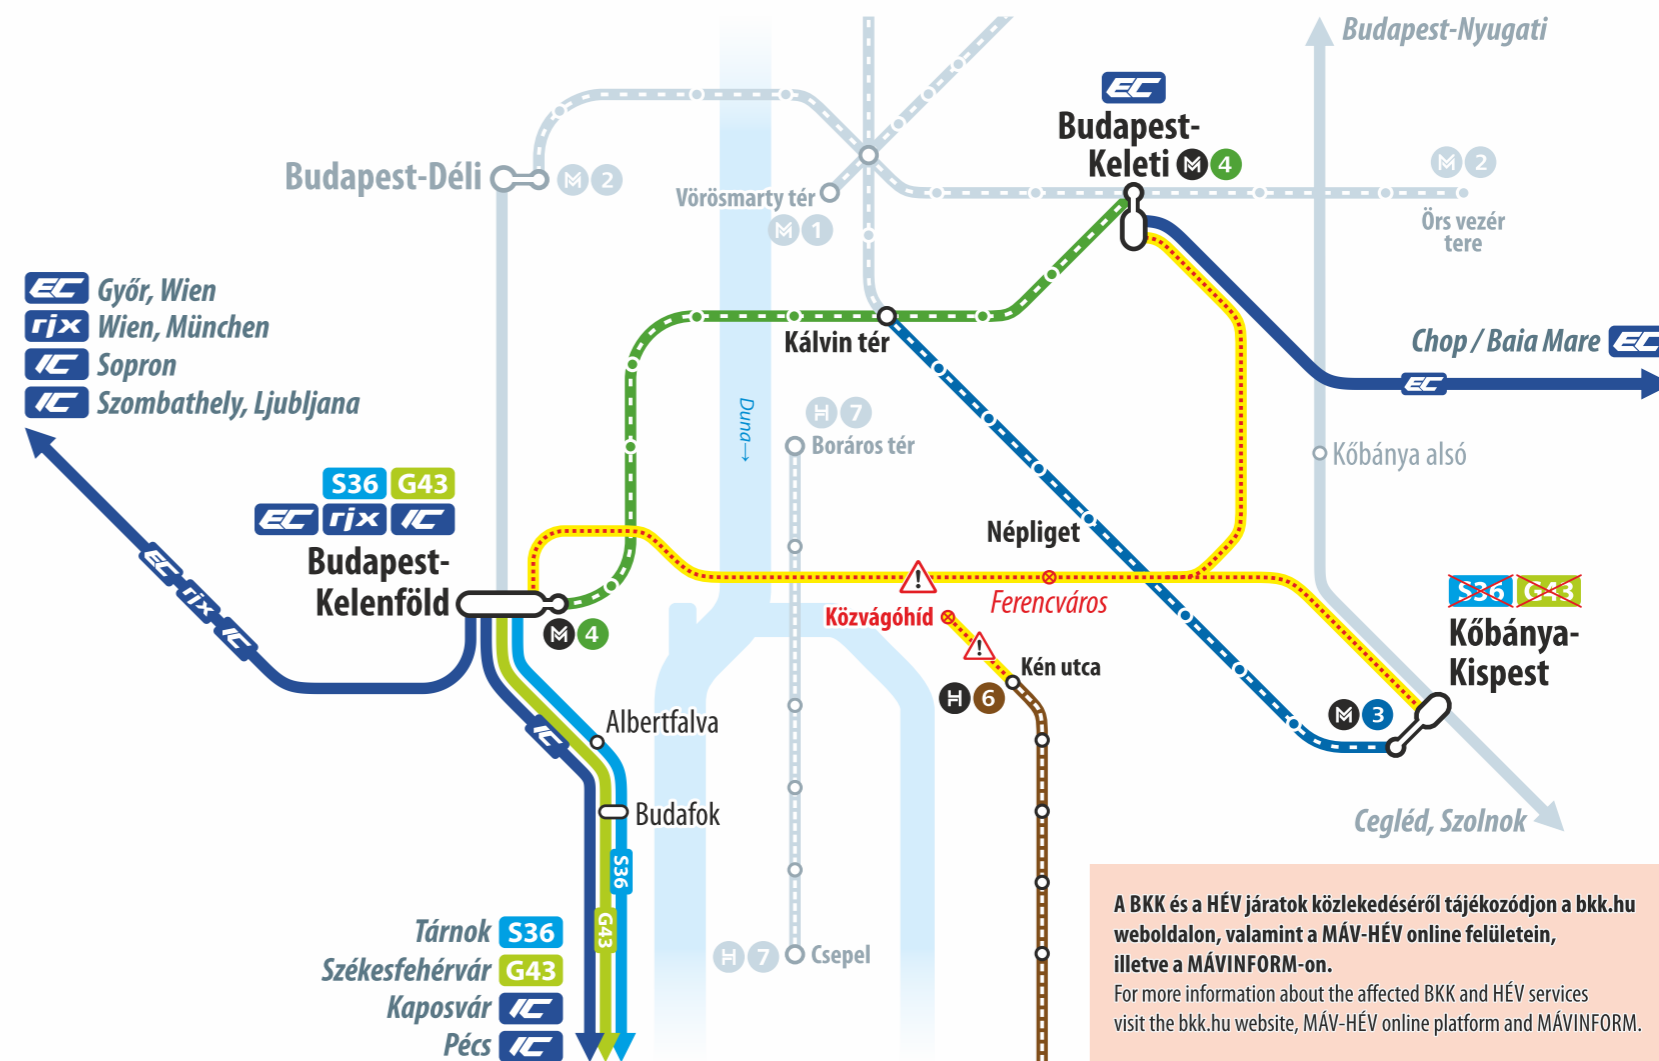 Budapest-Nyugati
EC
Budapest-
Keleti M 4
Budapest-Déli
M 2
M 2
Vörösmarty tér
M 1
Örs vezér
tere
EC Győr, Wien
rjx Wien, München
IC Sopron
IC Szombathely, Ljubljana
Kálvin tér
Chop / Baia Mare EC
EC
Duna→
H 7
Boráros tér
Kőbánya alsó
S36 G43
EC rjx IC
Budapest-
Kelenföld
M 4
EC
rjx
IC
Népliget
Ferencváros
Közvágóhíd
S36 G43
Kőbánya-
Kispest
Kén utca
H 6
M 3
Albertfalva
IC
Budafok
S36
G43
Cegléd, Szolnok
H 7
Csepel
Tárnok S36
Székesfehérvár G43
Kaposvár IC
Pécs IC
A BKK és a HÉV járatok közlekedéséről tájékozódjon a bkk.hu
weboldalon, valamint a MÁV-HÉV online felületein,
illetve a MÁVINFORM-on.
For more information about the affected BKK and HÉV services
visit the bkk.hu website, MÁV-HÉV online platform and MÁVINFORM.